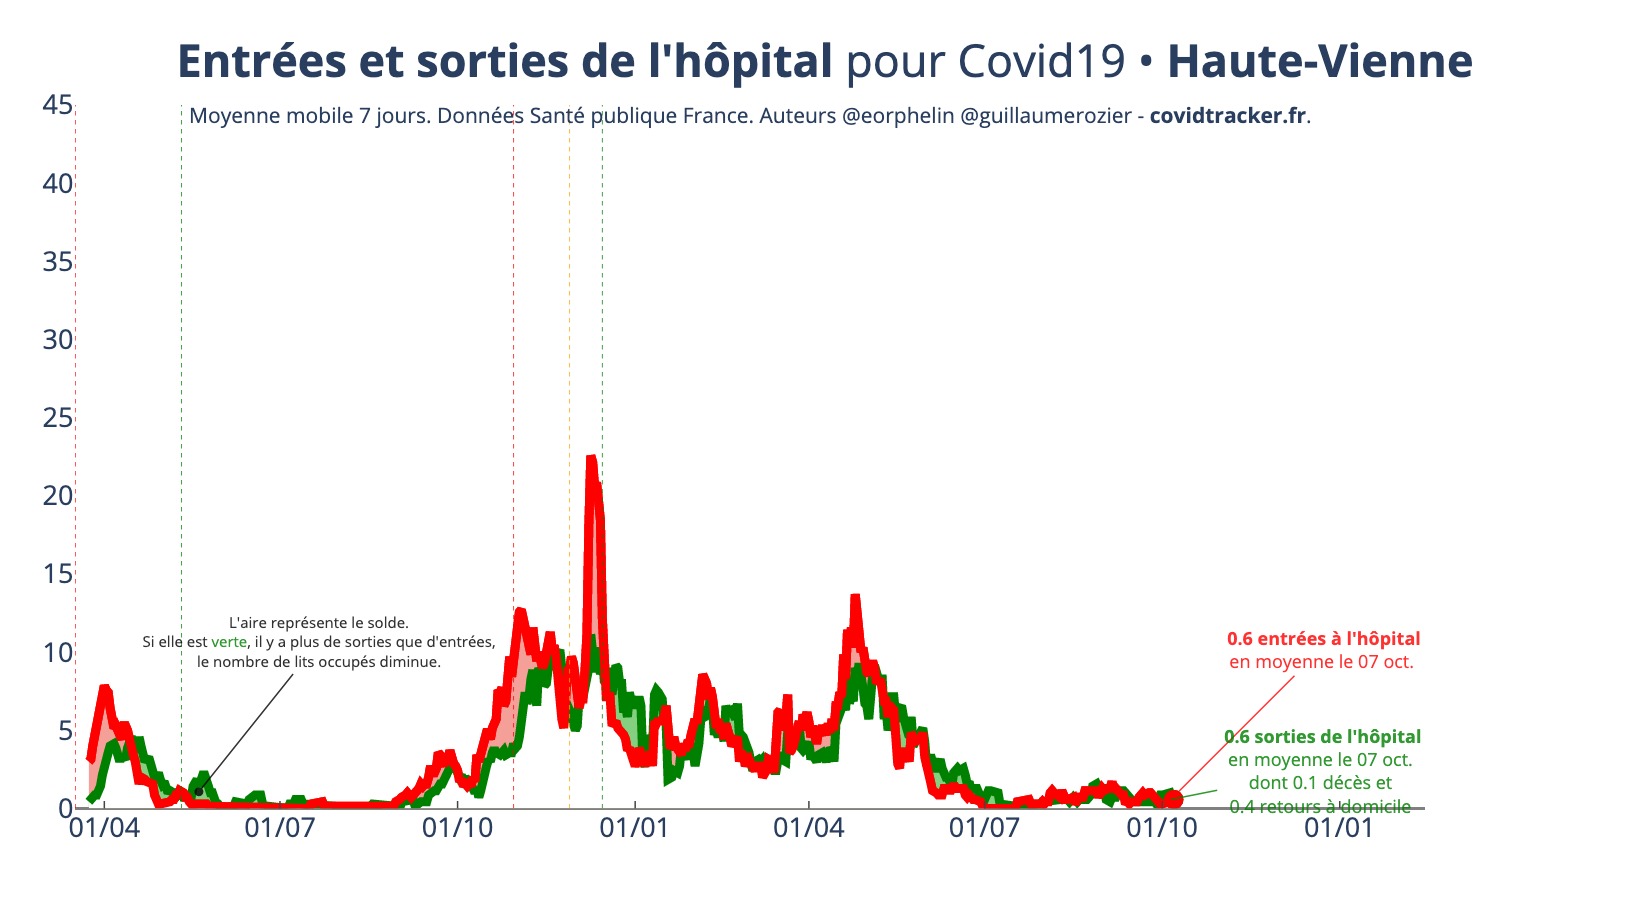 Entrées et sorties de l'hôpital pour Covid19 • Haute-Vienne
Moyenne mobile 7 jours. Données Santé publique France. Auteurs @eorphelin @guillaumerozier - covidtracker.fr.
45
40
35
30
25
20
15
10
5
0
L'aire représente le solde.
Si elle est verte, il y a plus de sorties que d'entrées,
le nombre de lits occupés diminue.
0.6 entrées à l'hôpital
en moyenne le 07 oct.
0.6 sorties de l'hôpital
en moyenne le 07 oct.
dont 0.1 décès et
0.4 retours à domicile
01/04 01/07 01/10 01/01 01/04 01/07 01/10 01/01